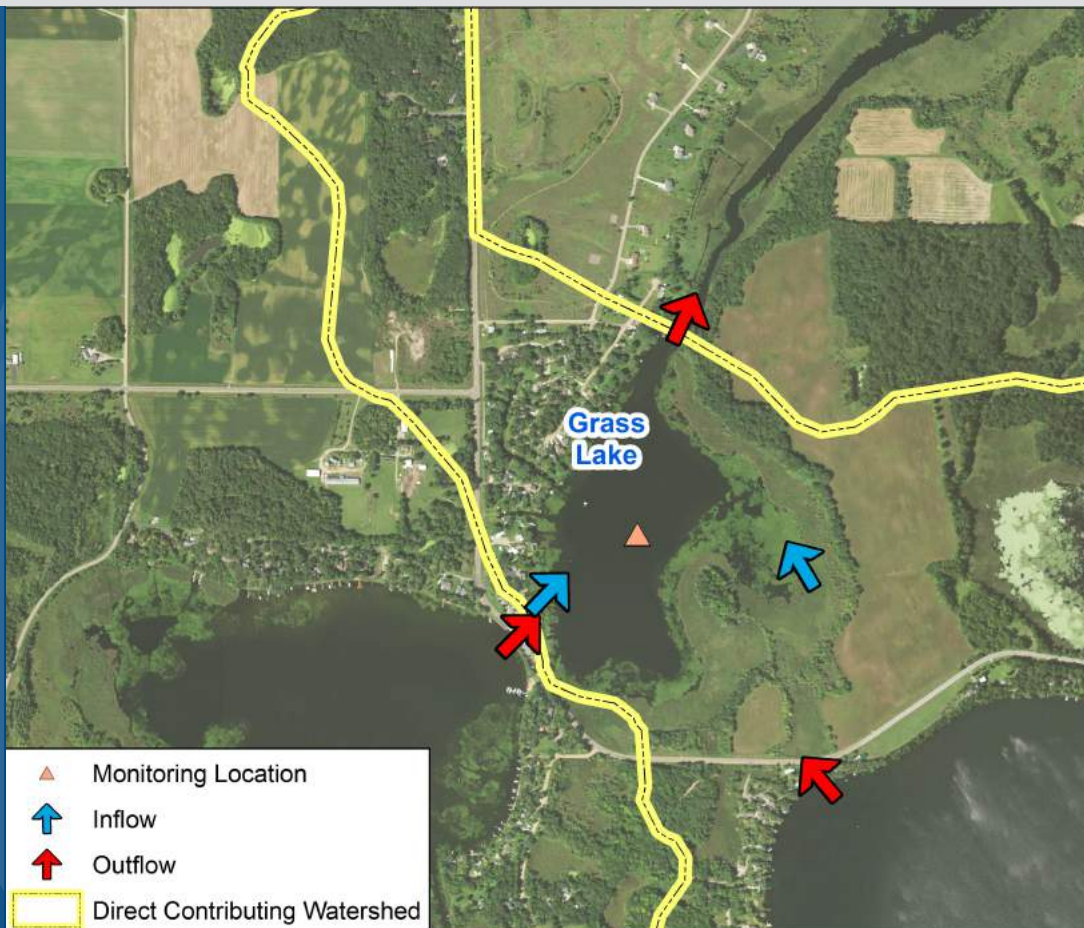 Grass
Lake
Monitoring Location
Inflow
Outflow
Direct Contributing Watershed